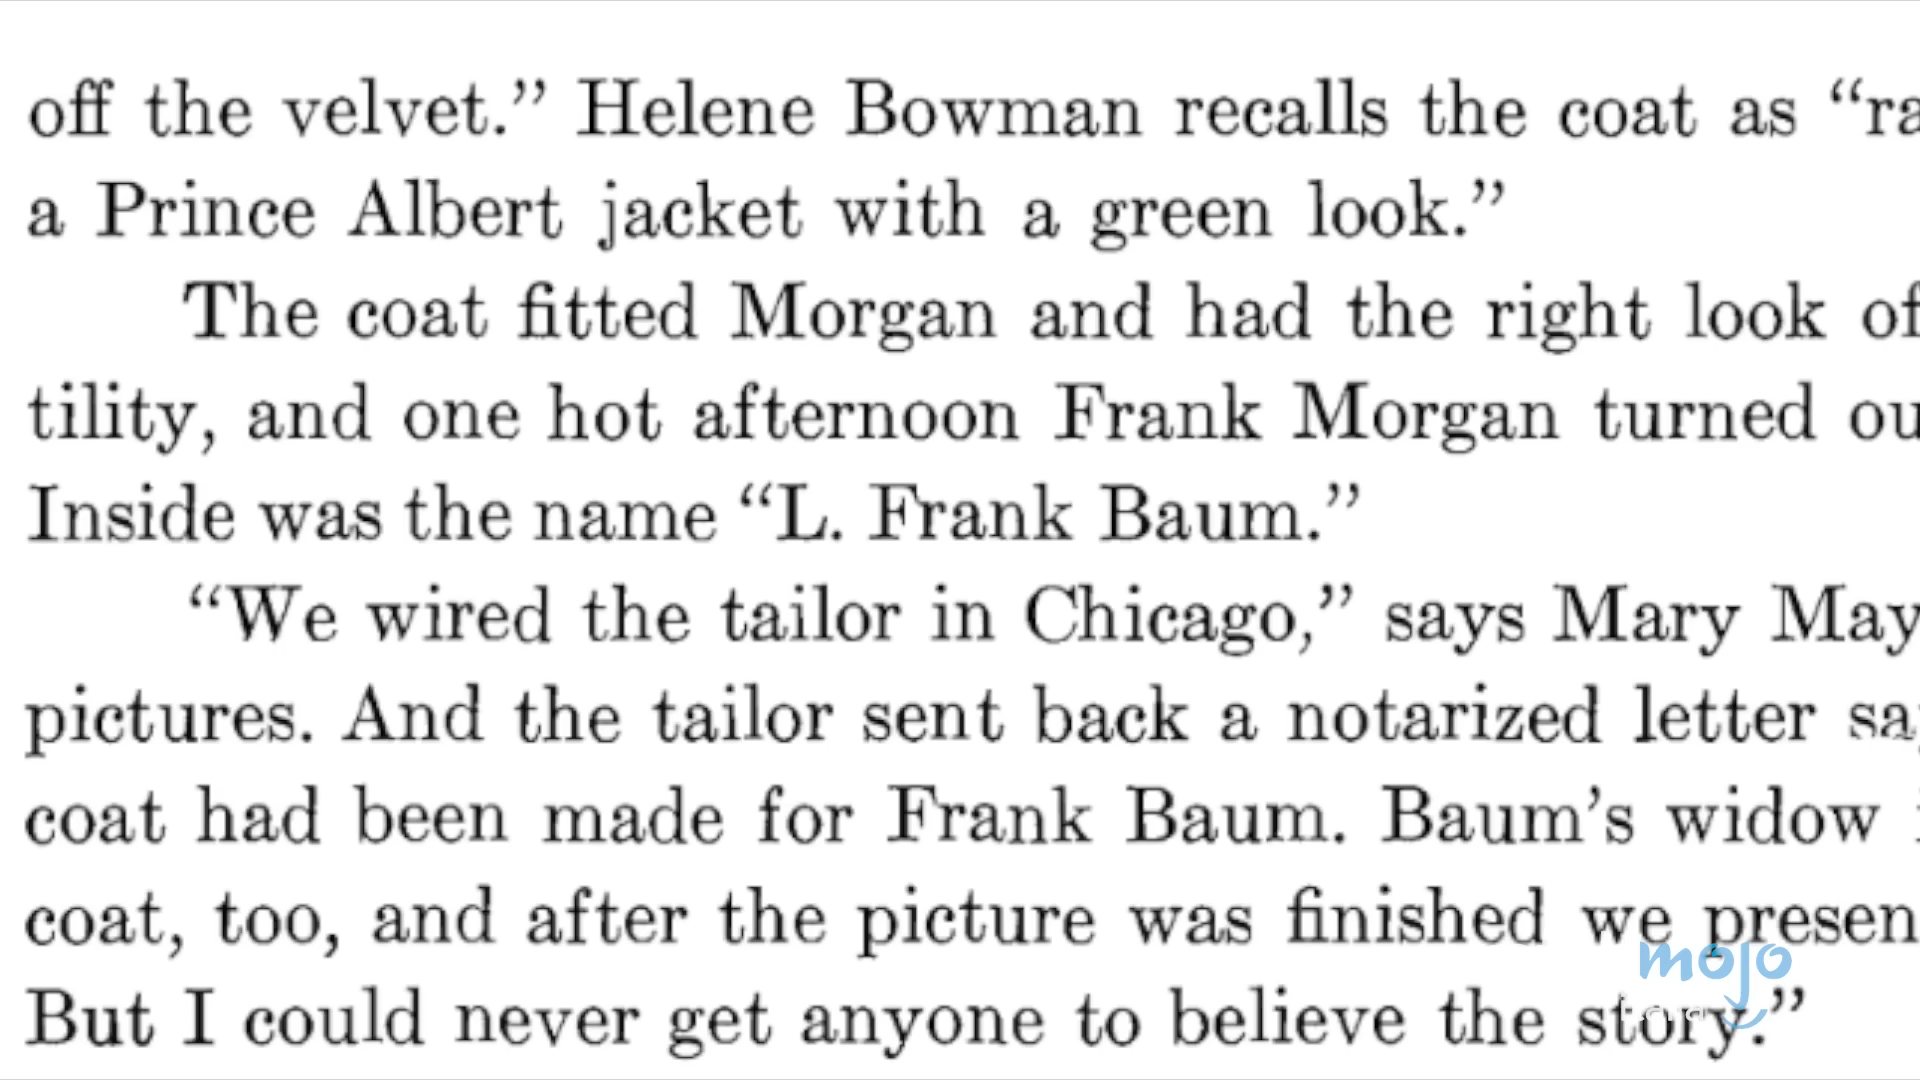 off the velvet.” Helene Bowman recalls the coat as “ra
a Prince Albert jacket with a green look.”
The coat fitted Morgan and had the right look of
tility, and one hot afternoon Frank Morgan turned ou
Inside was the name “L. Frank Baum.”
“We wired the tailor in Chicago,” says Mary May
pictures. And the tailor sent back a notarized letter sa
coat had been made for Frank Baum. Baum’s widow i
coat, too, and after the picture was finished we presen
But I could never get anyone to believe the story.”
mojo